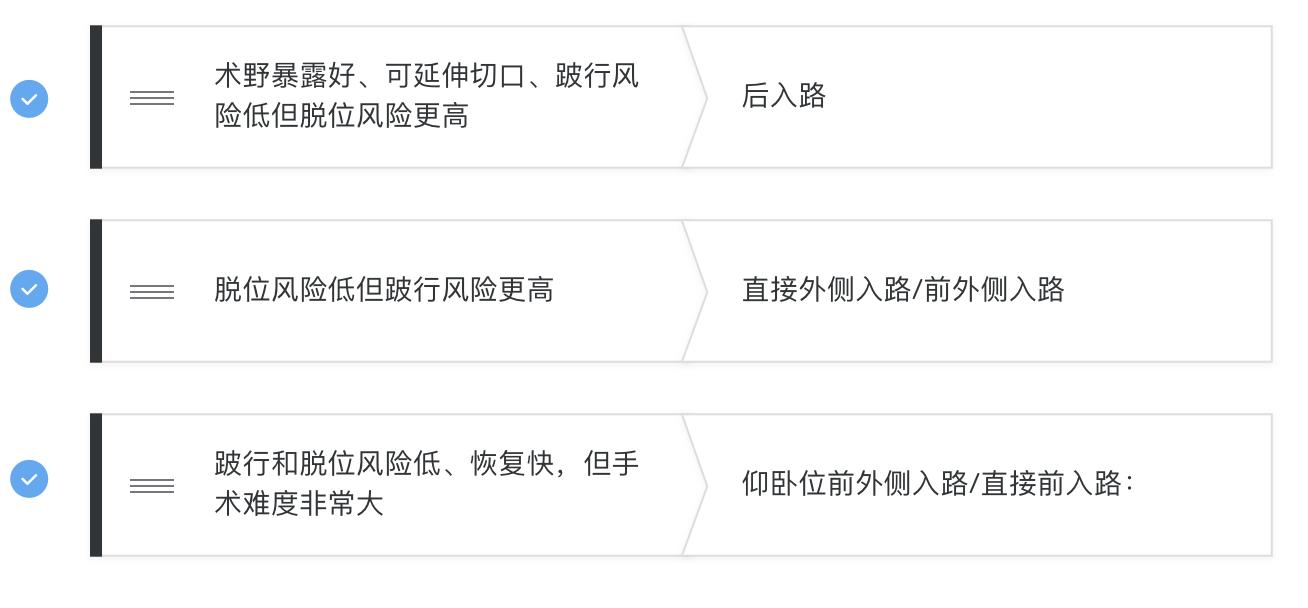 术野暴露好、可延伸切口、跛行风
险低但脱位风险更高
后入路
脱位风险低但跛行风险更高
直接外侧入路/前外侧入路
跛行和脱位风险低、恢复快，但手
术难度非常大
仰卧位前外侧入路/直接前入路：